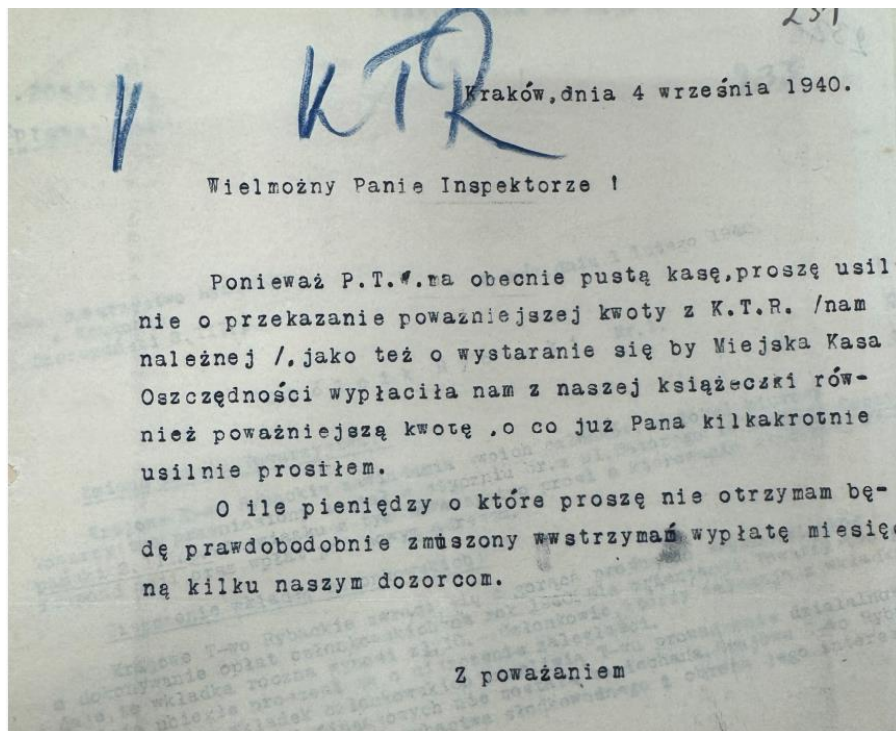 231
V KTR
Kraków,dnia 4 września 1940.
Wielmożny Panie Inspektorze !
Ponieważ P.T. .ma obecnie pustą kasę,proszę usil
nie o przekazanie poważniejszej kwoty z K.T.R. /nam
należnej /,jako też o wystaranie się by Miejska Kasa
Oszczędności wypłaciła nam z naszej książeczki rów-
nież poważniejszą kwotę ,o co już Pana kilkakrotnie
usilnie prosiłem.
O ile pieniędzy o które proszę nie otrzymam bę-
dę prawdobodobnie zmuszony wwstrzymań wypłatę miesięc
ną kilku naszym dozorcom.
Z poważaniem